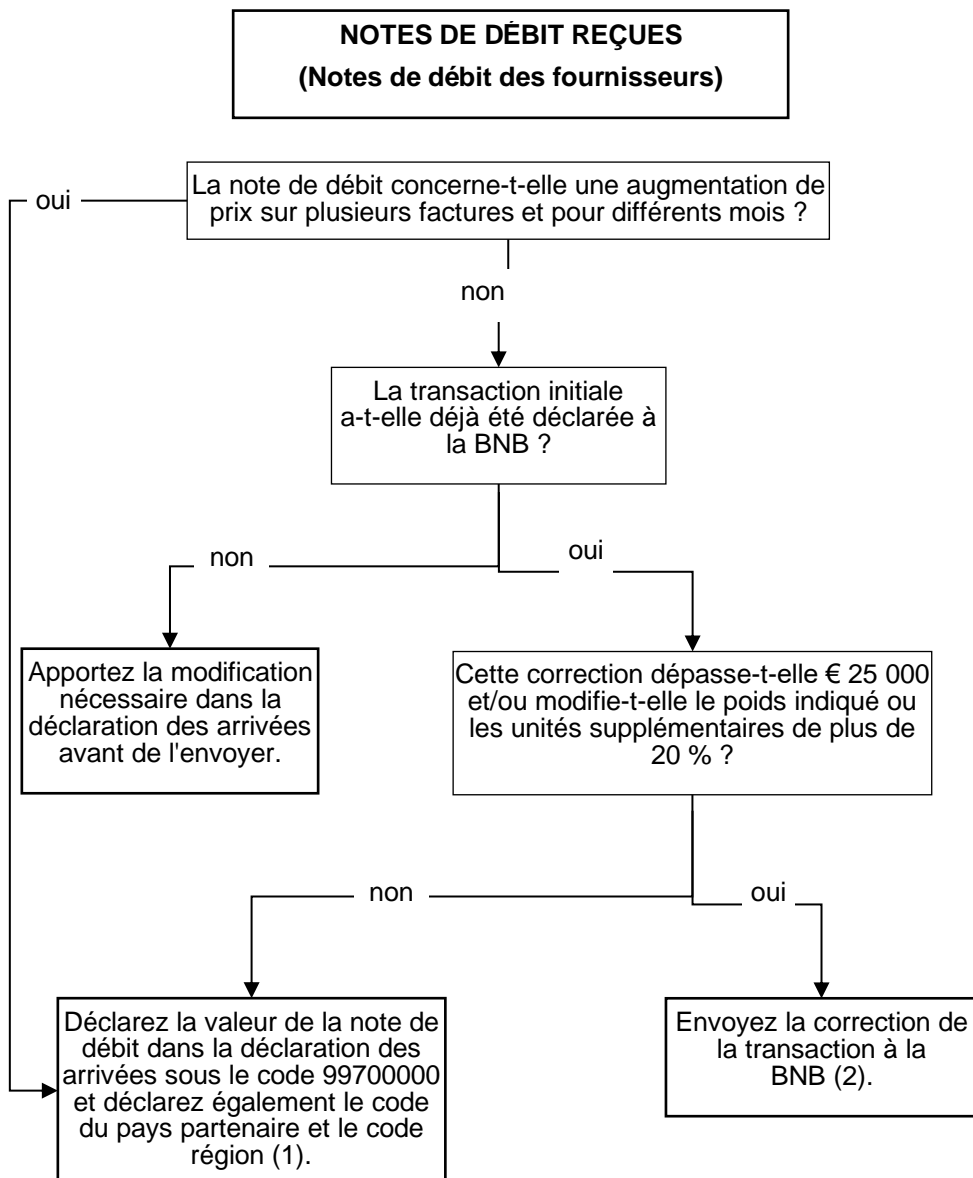 NOTES DE DÉBIT REÇUES
(Notes de débit des fournisseurs)
oui
La note de débit concerne-t-elle une augmentation de
prix sur plusieurs factures et pour différents mois ?
non
La transaction initiale
a-t-elle déjà été déclarée à
la BNB ?
non
oui
Apportez la modification
nécessaire dans la
déclaration des arrivées
avant de l'envoyer.
Cette correction dépasse-t-elle € 25 000
et/ou modifie-t-elle le poids indiqué ou
les unités supplémentaires de plus de
20 % ?
non
oui
Déclarez la valeur de la note de
débit dans la déclaration des
arrivées sous le code 99700000
et déclarez également le code
du pays partenaire et le code
région (1).
Envoyez la correction de
la transaction à la
BNB (2).